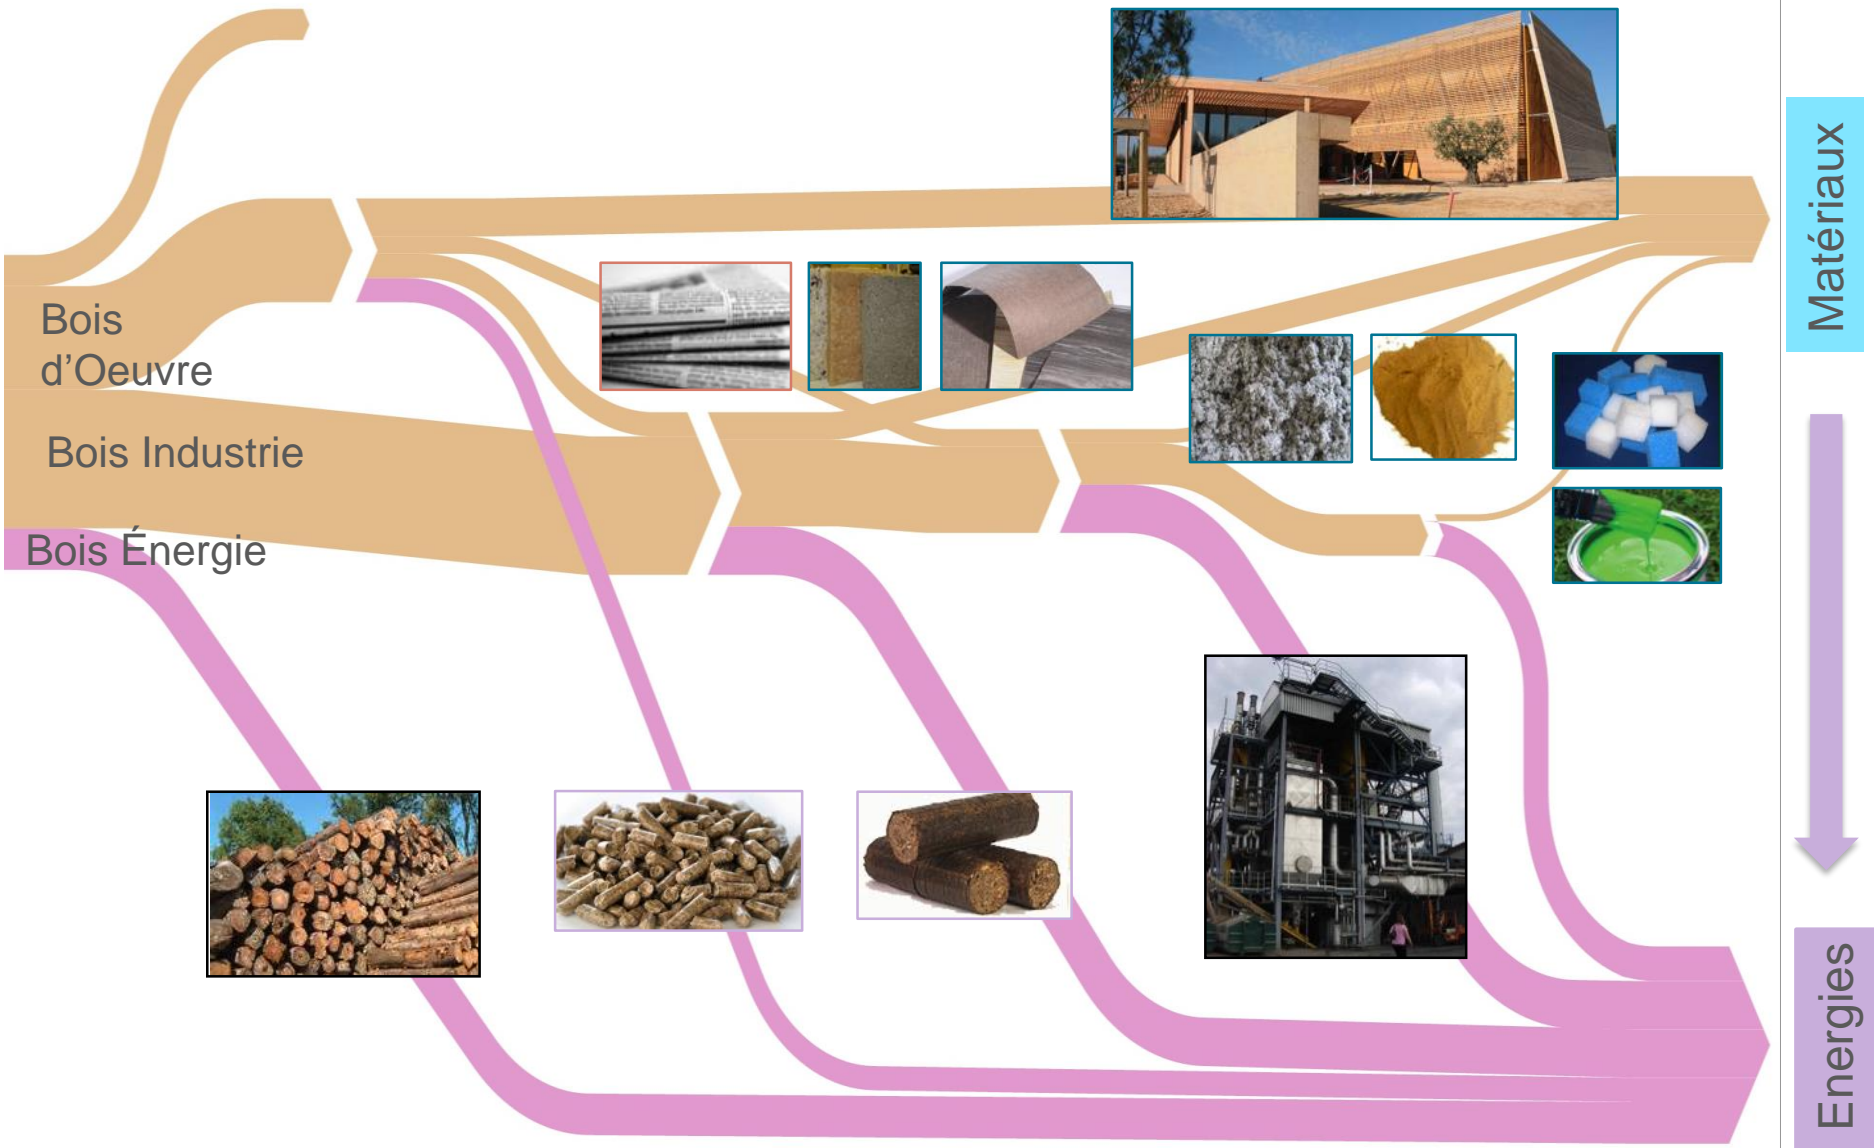 Bois
d’Oeuvre
Bois Industrie
Bois Énergie
Matériaux
Energies